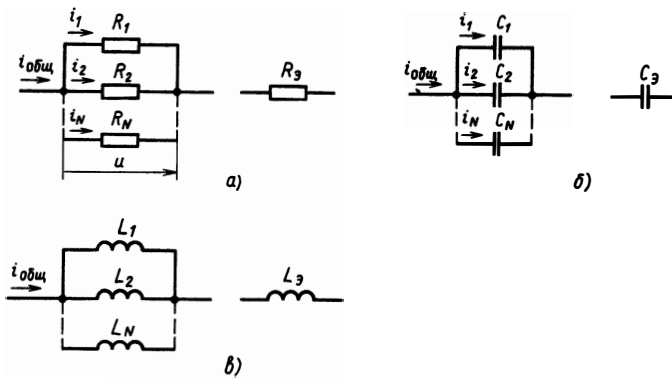 i₁ R₁
iобщ i₂ R₂ Rэ
iN RN
u
а)
i₁ C₁
iобщ i₂ C₂ Cэ
iN CN
б)
L₁
iобщ L₂ Lэ
LN
в)